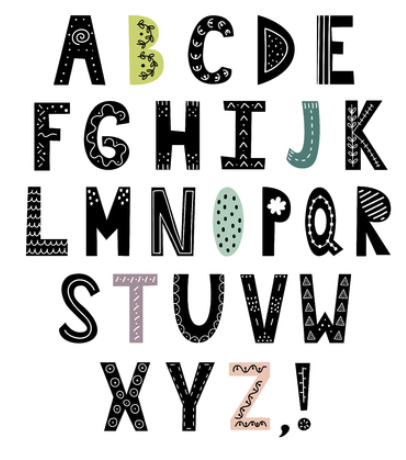 ABCDE
FGHIJK
LMNOPQR
STUVW
XYZ,!